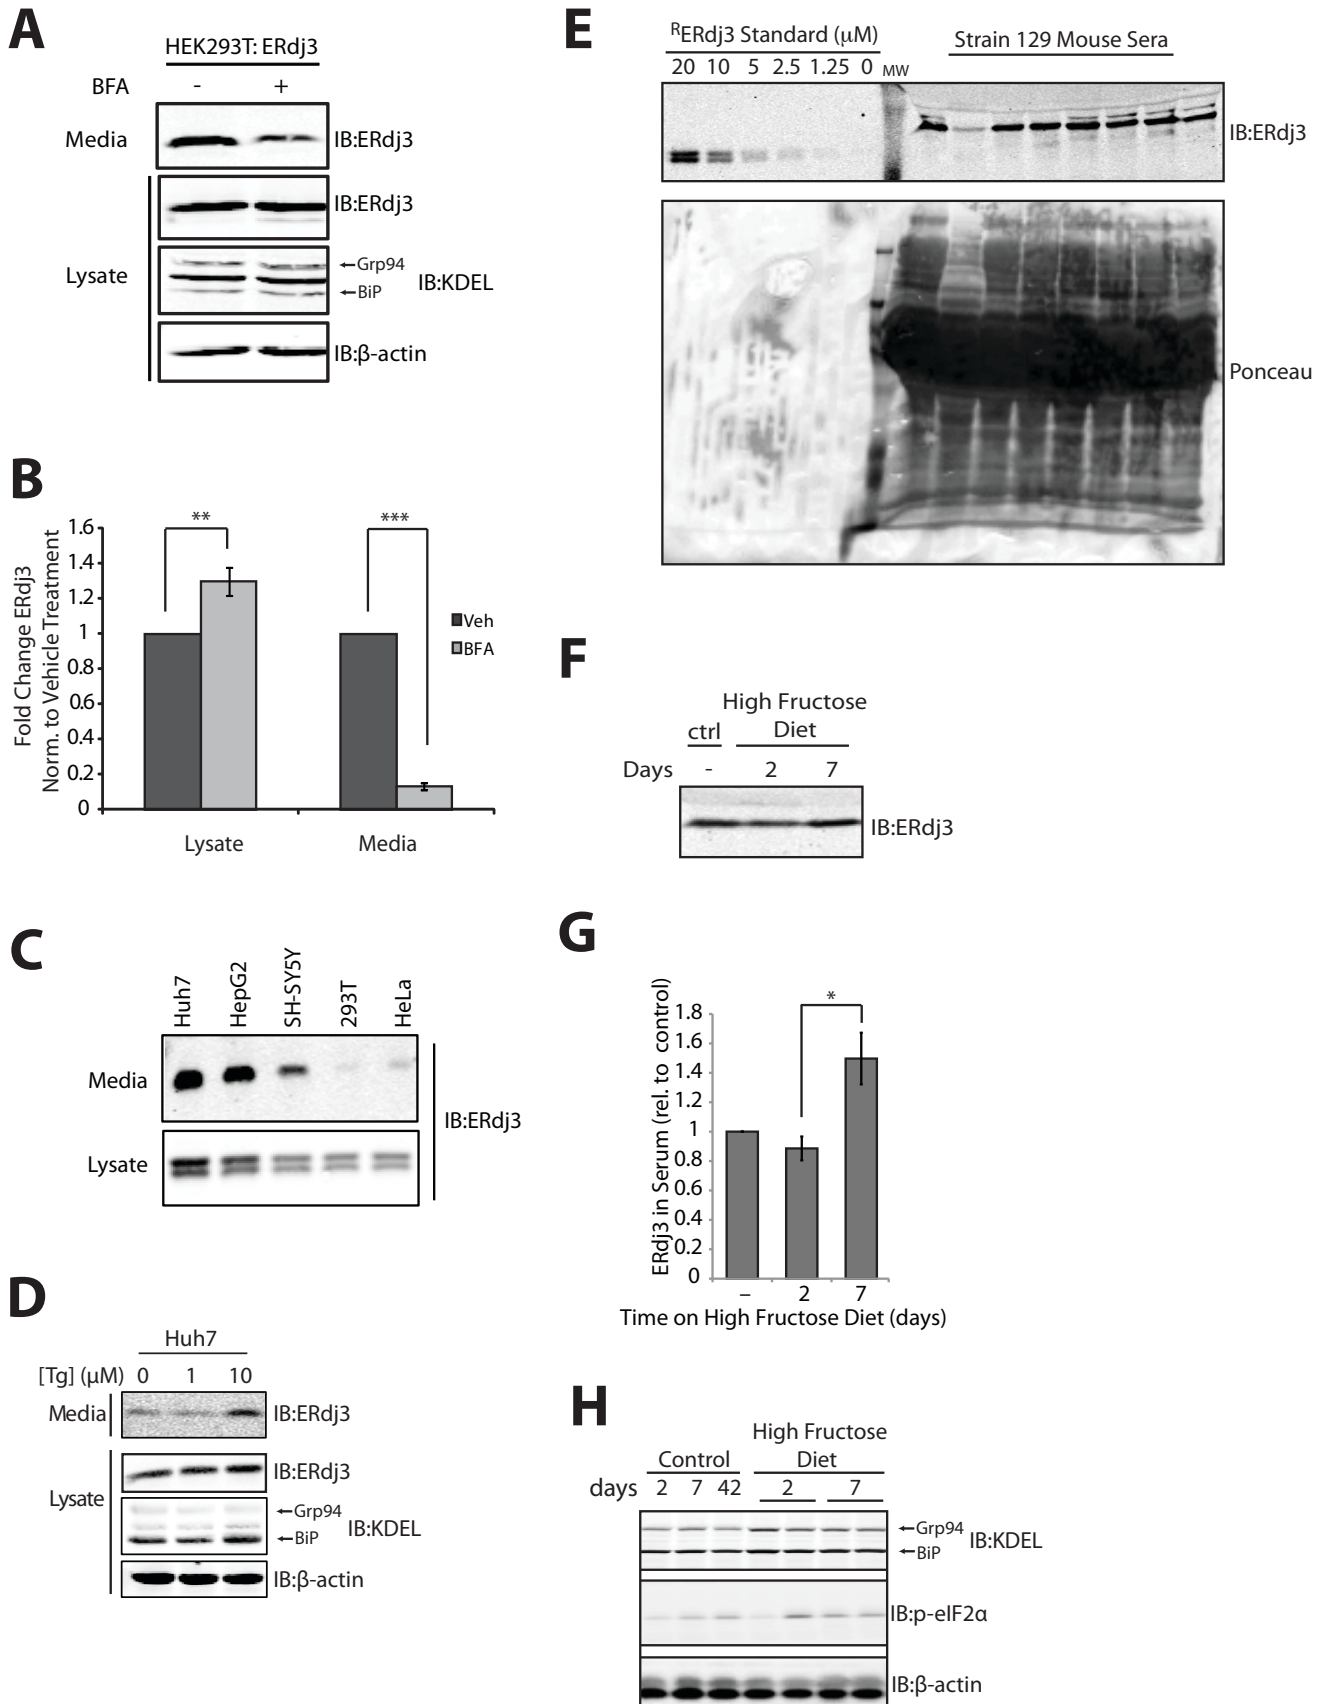 A
HEK293T: ERdj3
BFA - +
Media IB:ERdj3
IB:ERdj3
Lysate
←Grp94
←BiP
IB:KDEL
IB:β-actin
B
Fold Change ERdj3
Norm. to Vehicle Treatment
1.6
1.4
1.2
1
0.8
0.6
0.4
0.2
0
** ***
Veh
BFA
Lysate Media
C
Huh7 HepG2 SH-SY5Y 293T HeLa
Media
Lysate
IB:ERdj3
D
Huh7
[Tg] (μM) 0 1 10
Media IB:ERdj3
IB:ERdj3
Lysate
←Grp94
←BiP
IB:KDEL
IB:β-actin
E
ᴿERdj3 Standard (μM) Strain 129 Mouse Sera
20 10 5 2.5 1.25 0 MW
IB:ERdj3
Ponceau
F
High Fructose
ctrl Diet
Days - 2 7
IB:ERdj3
G
ERdj3 in Serum (rel. to control)
1.8
1.6
1.4
1.2
1
0.8
0.6
0.4
0.2
0
*
– 2 7
Time on High Fructose Diet (days)
H
High Fructose
Control Diet
days 2 7 42 2 7
←Grp94
←BiP
IB:KDEL
IB:p-eIF2α
IB:β-actin